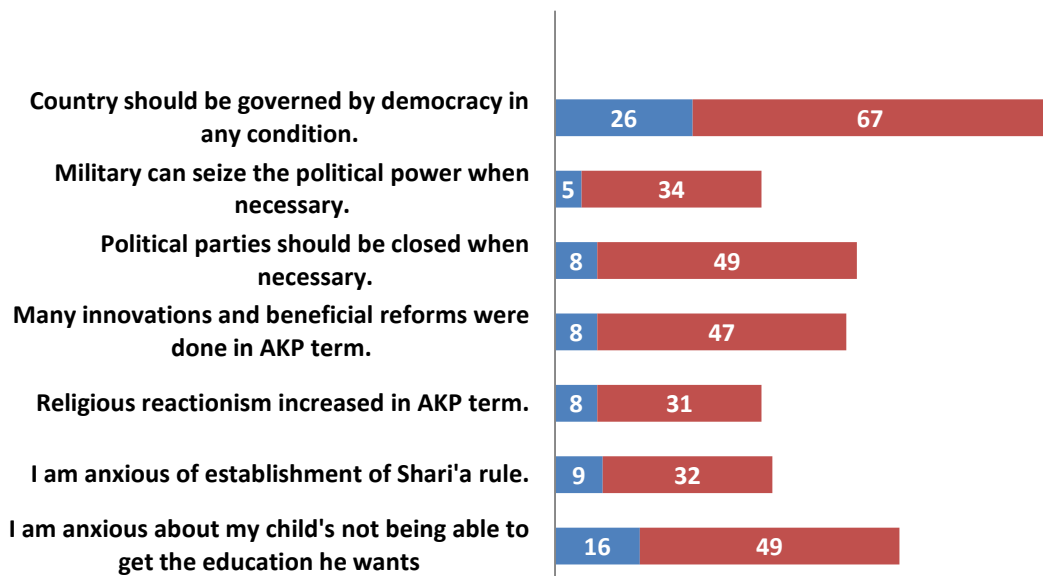 Country should be governed by democracy in
any condition.
26 67
Military can seize the political power when
necessary.
5 34
Political parties should be closed when
necessary.
8 49
Many innovations and beneficial reforms were
done in AKP term.
8 47
Religious reactionism increased in AKP term.
8 31
I am anxious of establishment of Shari'a rule.
9 32
I am anxious about my child's not being able to
get the education he wants
16 49